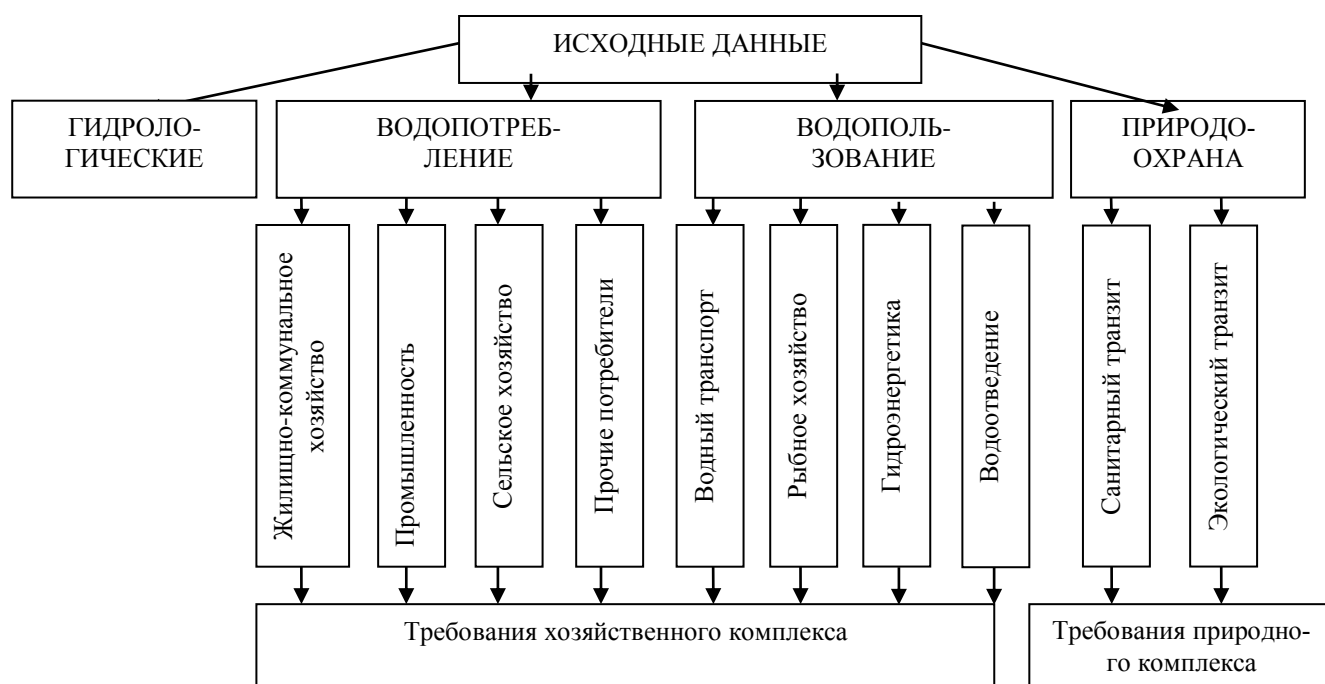 ИСХОДНЫЕ ДАННЫЕ
ГИДРОЛО-
ГИЧЕСКИЕ
ВОДОПОТРЕБ-
ЛЕНИЕ
ВОДОПОЛЬ-
ЗОВАНИЕ
ПРИРОДО-
ОХРАНА
Жилищно-коммунальное
хозяйство
Промышленность
Сельское хозяйство
Прочие потребители
Водный транспорт
Рыбное хозяйство
Гидроэнергетика
Водоотведение
Санитарный транзит
Экологический транзит
Требования хозяйственного комплекса
Требования природно-
го комплекса